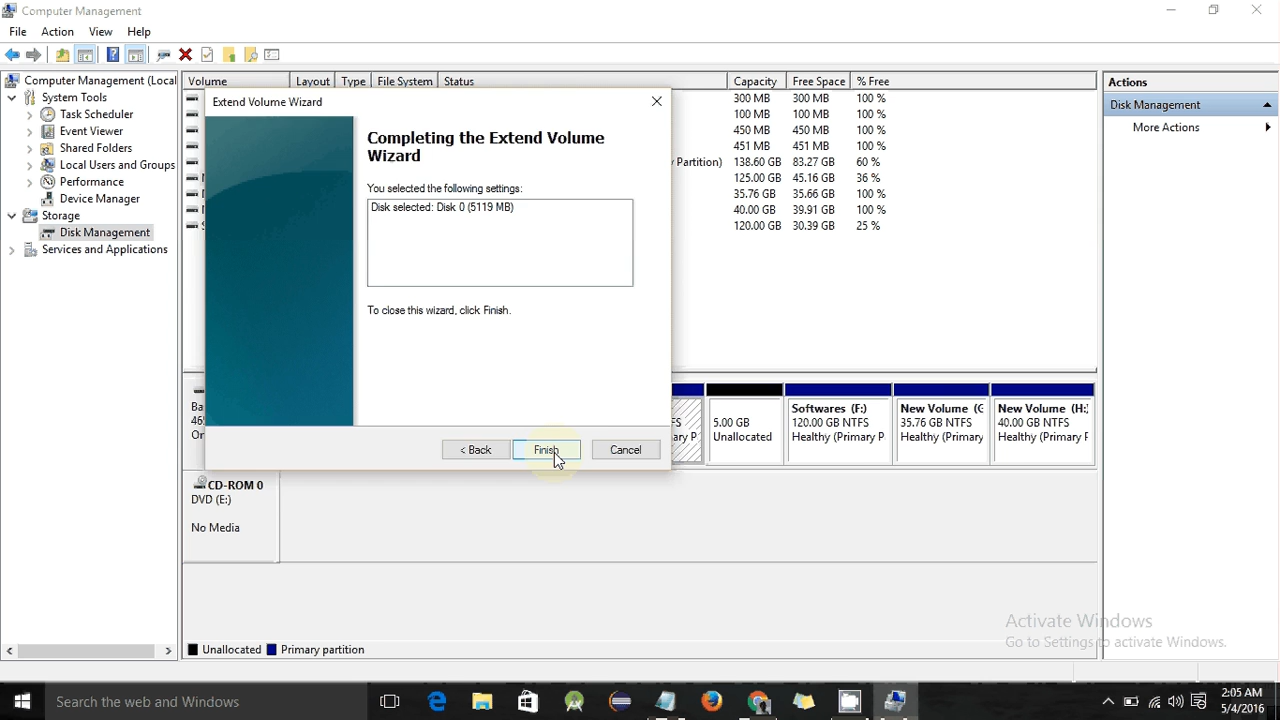 Computer Management
File Action View Help
Computer Management (Local
System Tools
Task Scheduler
Event Viewer
Shared Folders
Local Users and Groups
Performance
Device Manager
Storage
Disk Management
Services and Applications
Volume Layout Type File System Status Capacity Free Space % Free
300 MB 300 MB 100 %
100 MB 100 MB 100 %
450 MB 450 MB 100 %
451 MB 451 MB 100 %
Partition) 138.60 GB 83.27 GB 60 %
125.00 GB 45.16 GB 36 %
35.76 GB 35.66 GB 100 %
40.00 GB 39.91 GB 100 %
120.00 GB 30.39 GB 25 %
Extend Volume Wizard
Completing the Extend Volume
Wizard
You selected the following settings:
Disk selected: Disk 0 (5119 MB)
To close this wizard, click Finish.
< Back Finish Cancel
Ba
465
On
FS
ary P
5.00 GB
Unallocated
Softwares (F:)
120.00 GB NTFS
Healthy (Primary P
New Volume (G
35.76 GB NTFS
Healthy (Primary
New Volume (H:)
40.00 GB NTFS
Healthy (Primary P
CD-ROM 0
DVD (E:)
No Media
Unallocated Primary partition
Actions
Disk Management
More Actions
Activate Windows
Go to Settings to activate Windows.
Search the web and Windows
2:05 AM
5/4/2016